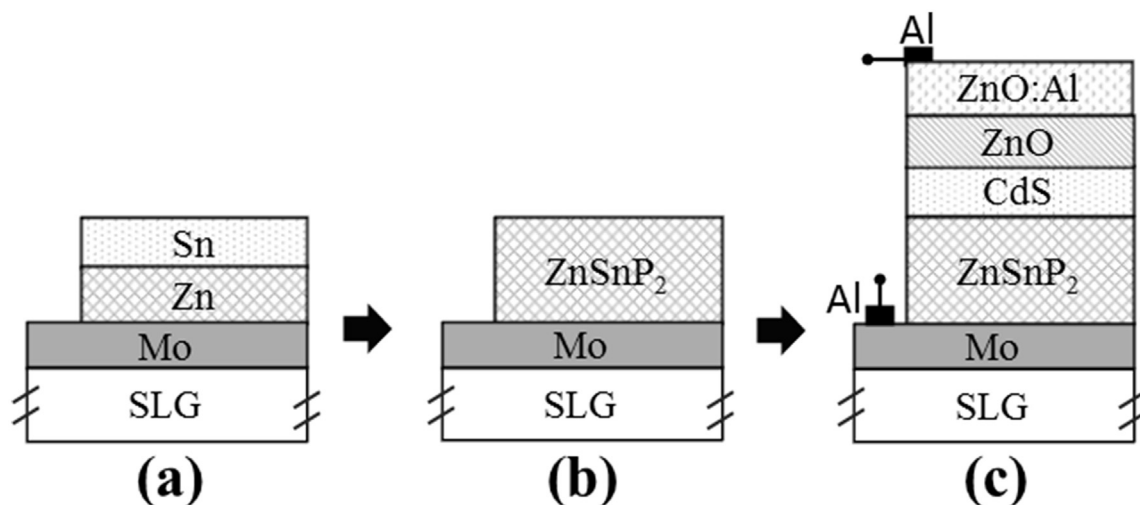 Sn
Zn
Mo
SLG
(a)
ZnSnP₂
Mo
SLG
(b)
Al
ZnO:Al
ZnO
CdS
ZnSnP₂
Al
Mo
SLG
(c)